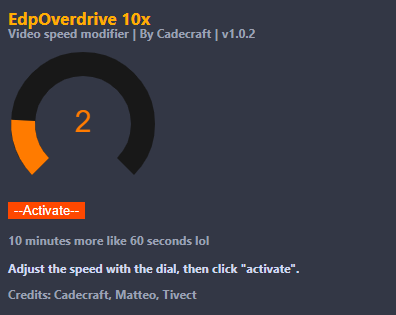 EdpOverdrive 10x
Video speed modifier | By Cadecraft | v1.0.2
2
--Activate--
10 minutes more like 60 seconds lol
Adjust the speed with the dial, then click "activate".
Credits: Cadecraft, Matteo, Tivect